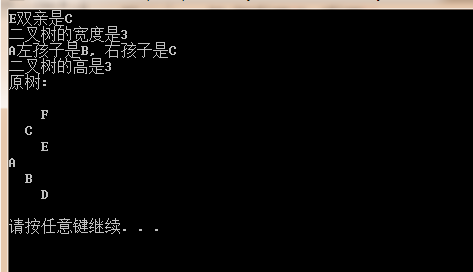 E双亲是C
二叉树的宽度是3
A左孩子是B，右孩子是C
二叉树的高是3
原树：
F
C
E
A
B
D
请按任意键继续. . .